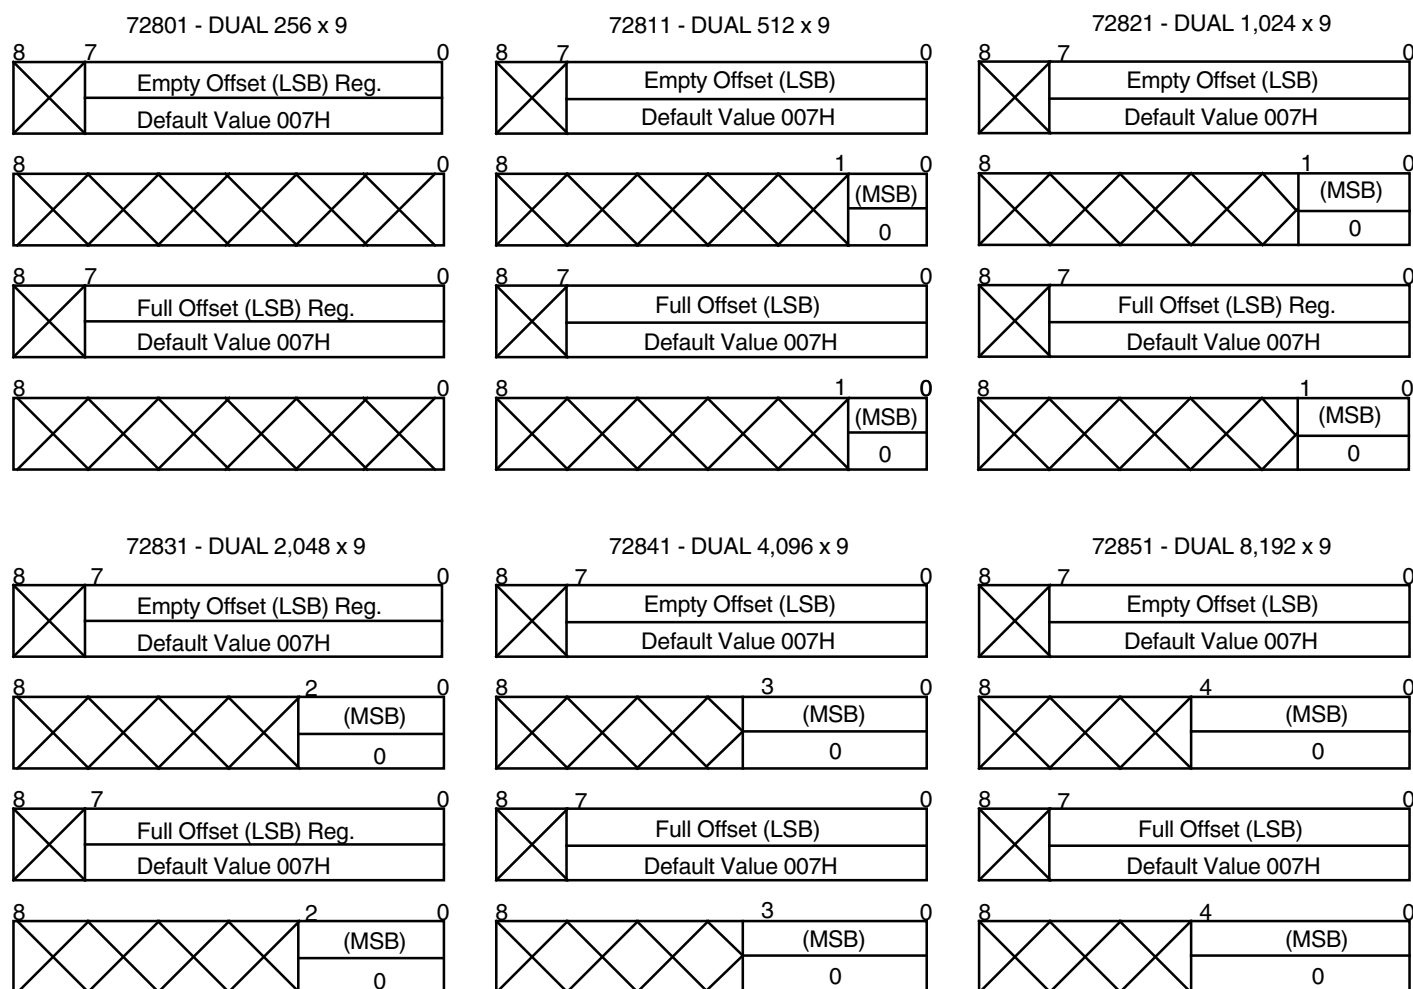 72801 - DUAL 256 x 9
8 7 0
Empty Offset (LSB) Reg.
Default Value 007H
8 0
8 7 0
Full Offset (LSB) Reg.
Default Value 007H
8 0
72811 - DUAL 512 x 9
8 7 0
Empty Offset (LSB)
Default Value 007H
8 1 0
(MSB)
0
8 7 0
Full Offset (LSB)
Default Value 007H
8 1 0
(MSB)
0
72821 - DUAL 1,024 x 9
8 7 0
Empty Offset (LSB)
Default Value 007H
8 1 0
(MSB)
0
8 7 0
Full Offset (LSB) Reg.
Default Value 007H
8 1 0
(MSB)
0
72831 - DUAL 2,048 x 9
8 7 0
Empty Offset (LSB) Reg.
Default Value 007H
8 2 0
(MSB)
0
8 7 0
Full Offset (LSB) Reg.
Default Value 007H
8 2 0
(MSB)
0
72841 - DUAL 4,096 x 9
8 7 0
Empty Offset (LSB)
Default Value 007H
8 3 0
(MSB)
0
8 7 0
Full Offset (LSB)
Default Value 007H
8 3 0
(MSB)
0
72851 - DUAL 8,192 x 9
8 7 0
Empty Offset (LSB)
Default Value 007H
8 4 0
(MSB)
0
8 7 0
Full Offset (LSB)
Default Value 007H
8 4 0
(MSB)
0